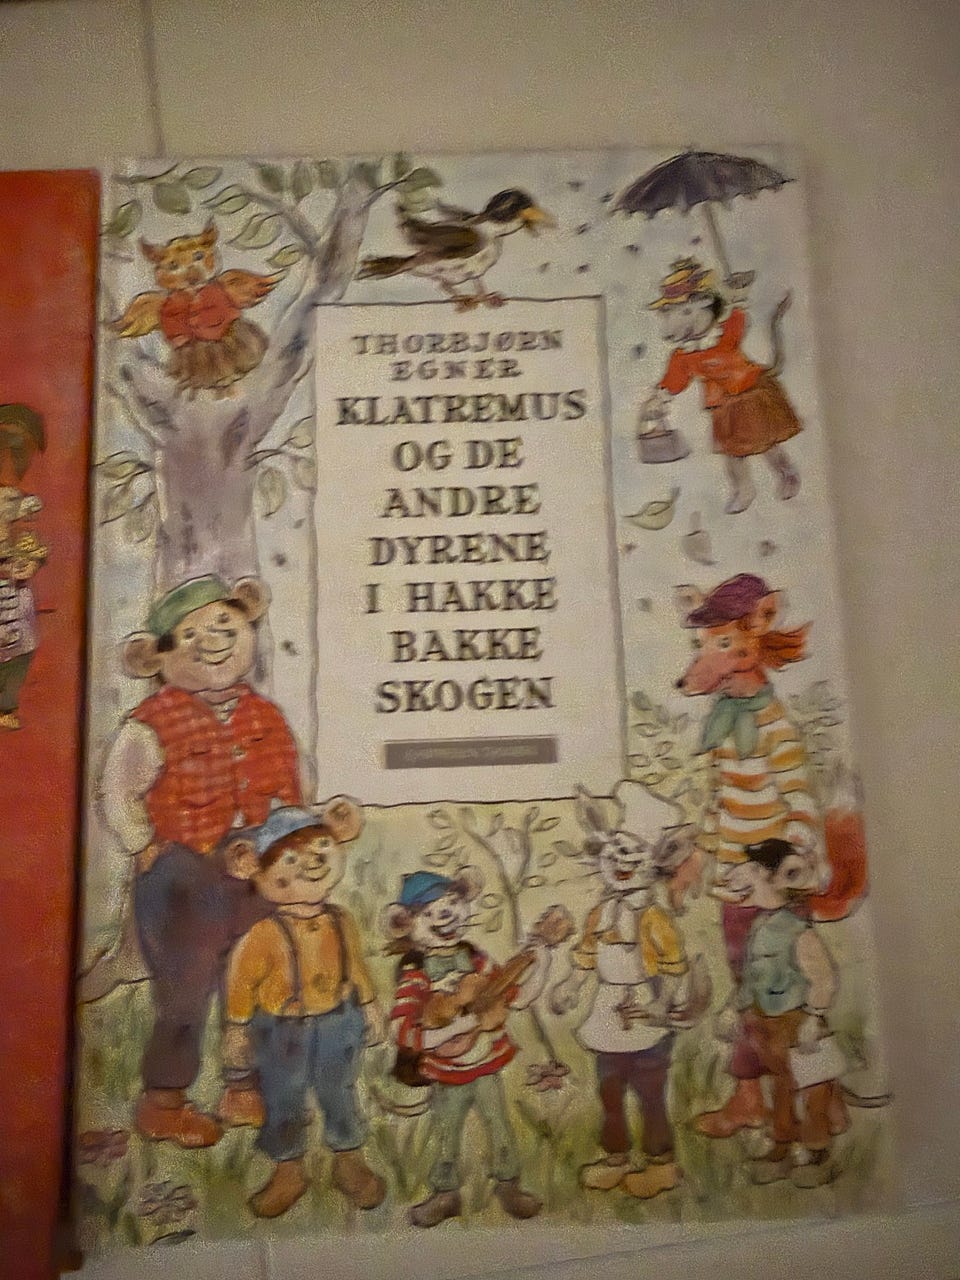 THORBJØRN
EGNER
KLATREMUS
OG DE
ANDRE
DYRENE
I HAKKE
BAKKE
SKOGEN